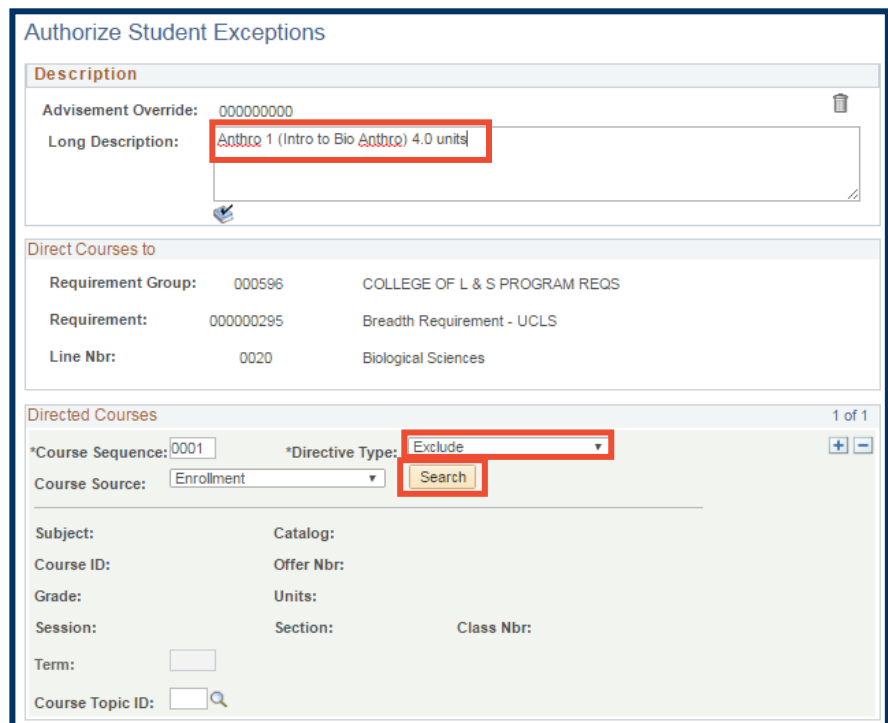 Authorize Student Exceptions
Description
Advisement Override: 000000000
Long Description: Anthro 1 (Intro to Bio Anthro) 4.0 units
Direct Courses to
Requirement Group: 000596 COLLEGE OF L & S PROGRAM REQS
Requirement: 000000295 Breadth Requirement - UCLS
Line Nbr: 0020 Biological Sciences
Directed Courses 1 of 1
*Course Sequence: 0001 *Directive Type: Exclude
Course Source: Enrollment Search
Subject: Catalog:
Course ID: Offer Nbr:
Grade: Units:
Session: Section: Class Nbr:
Term:
Course Topic ID: